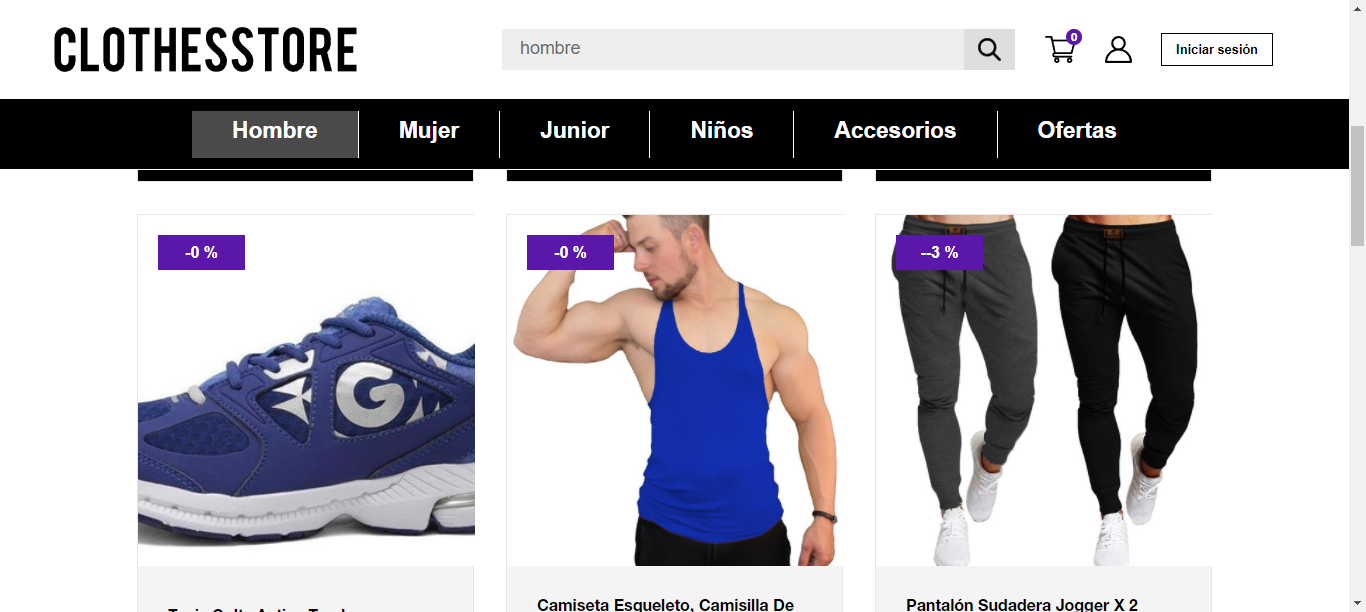 CLOTHESSTORE
hombre
0
Iniciar sesión
Hombre
Mujer
Junior
Niños
Accesorios
Ofertas
-0 %
-0 %
--3 %
G
Camiseta Esqueleto, Camisilla De
Pantalón Sudadera Jogger X 2